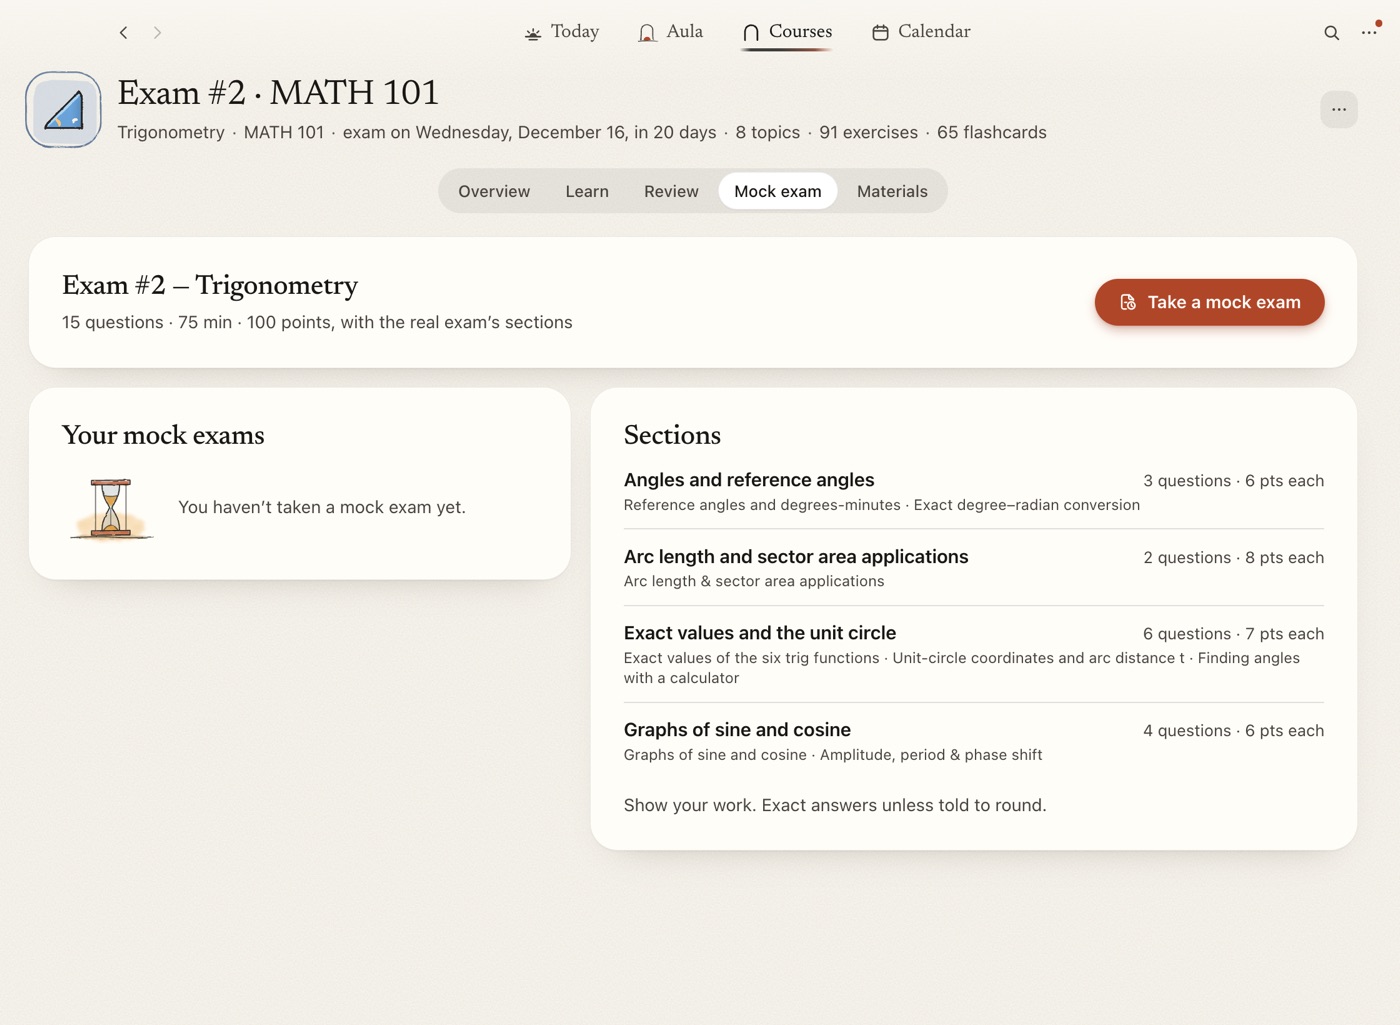 Today
Aula
Courses
Calendar
Exam #2 · MATH 101
Trigonometry · MATH 101 · exam on Wednesday, December 16, in 20 days · 8 topics · 91 exercises · 65 flashcards
Overview
Learn
Review
Mock exam
Materials
Exam #2 – Trigonometry
15 questions · 75 min · 100 points, with the real exam’s sections
Take a mock exam
Your mock exams
You haven’t taken a mock exam yet.
Sections
Angles and reference angles
3 questions · 6 pts each
Reference angles and degrees-minutes · Exact degree–radian conversion
Arc length and sector area applications
2 questions · 8 pts each
Arc length & sector area applications
Exact values and the unit circle
6 questions · 7 pts each
Exact values of the six trig functions · Unit-circle coordinates and arc distance t · Finding angles
with a calculator
Graphs of sine and cosine
4 questions · 6 pts each
Graphs of sine and cosine · Amplitude, period & phase shift
Show your work. Exact answers unless told to round.